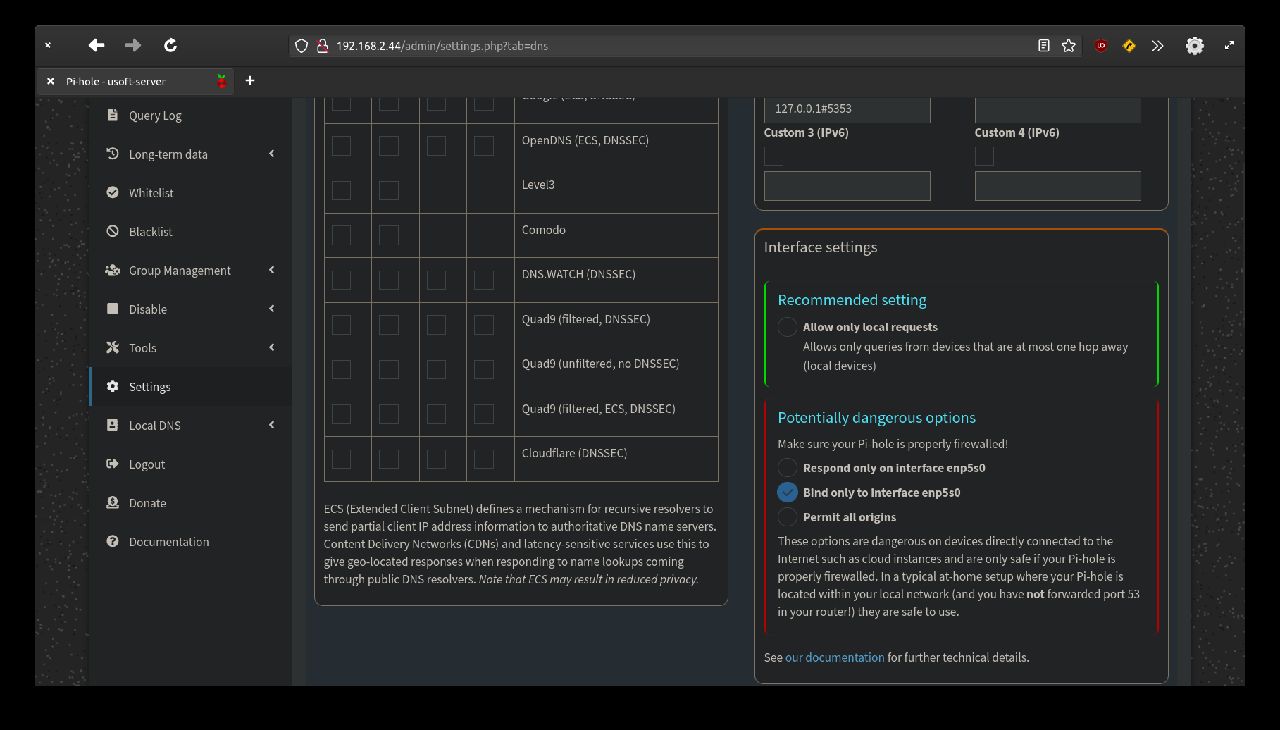 192.168.2.44/admin/settings.php?tab=dns
Pi-hole - usoft-server
Query Log
Long-term data
Whitelist
Blacklist
Group Management
Disable
Tools
Settings
Local DNS
Logout
Donate
Documentation
OpenDNS (ECS, DNSSEC)
Level3
Comodo
DNS.WATCH (DNSSEC)
Quad9 (filtered, DNSSEC)
Quad9 (unfiltered, no DNSSEC)
Quad9 (filtered, ECS, DNSSEC)
Cloudflare (DNSSEC)
ECS (Extended Client Subnet) defines a mechanism for recursive resolvers to
send partial client IP address information to authoritative DNS name servers.
Content Delivery Networks (CDNs) and latency-sensitive services use this to
give geo-located responses when responding to name lookups coming
through public DNS resolvers. Note that ECS may result in reduced privacy.
127.0.0.1#5353
Custom 3 (IPv6)
Custom 4 (IPv6)
Interface settings
Recommended setting
Allow only local requests
Allows only queries from devices that are at most one hop away
(local devices)
Potentially dangerous options
Make sure your Pi-hole is properly firewalled!
Respond only on interface enp5s0
Bind only to interface enp5s0
Permit all origins
These options are dangerous on devices directly connected to the
Internet such as cloud instances and are only safe if your Pi-hole is
properly firewalled. In a typical at-home setup where your Pi-hole is
located within your local network (and you have not forwarded port 53
in your router!) they are safe to use.
See our documentation for further technical details.